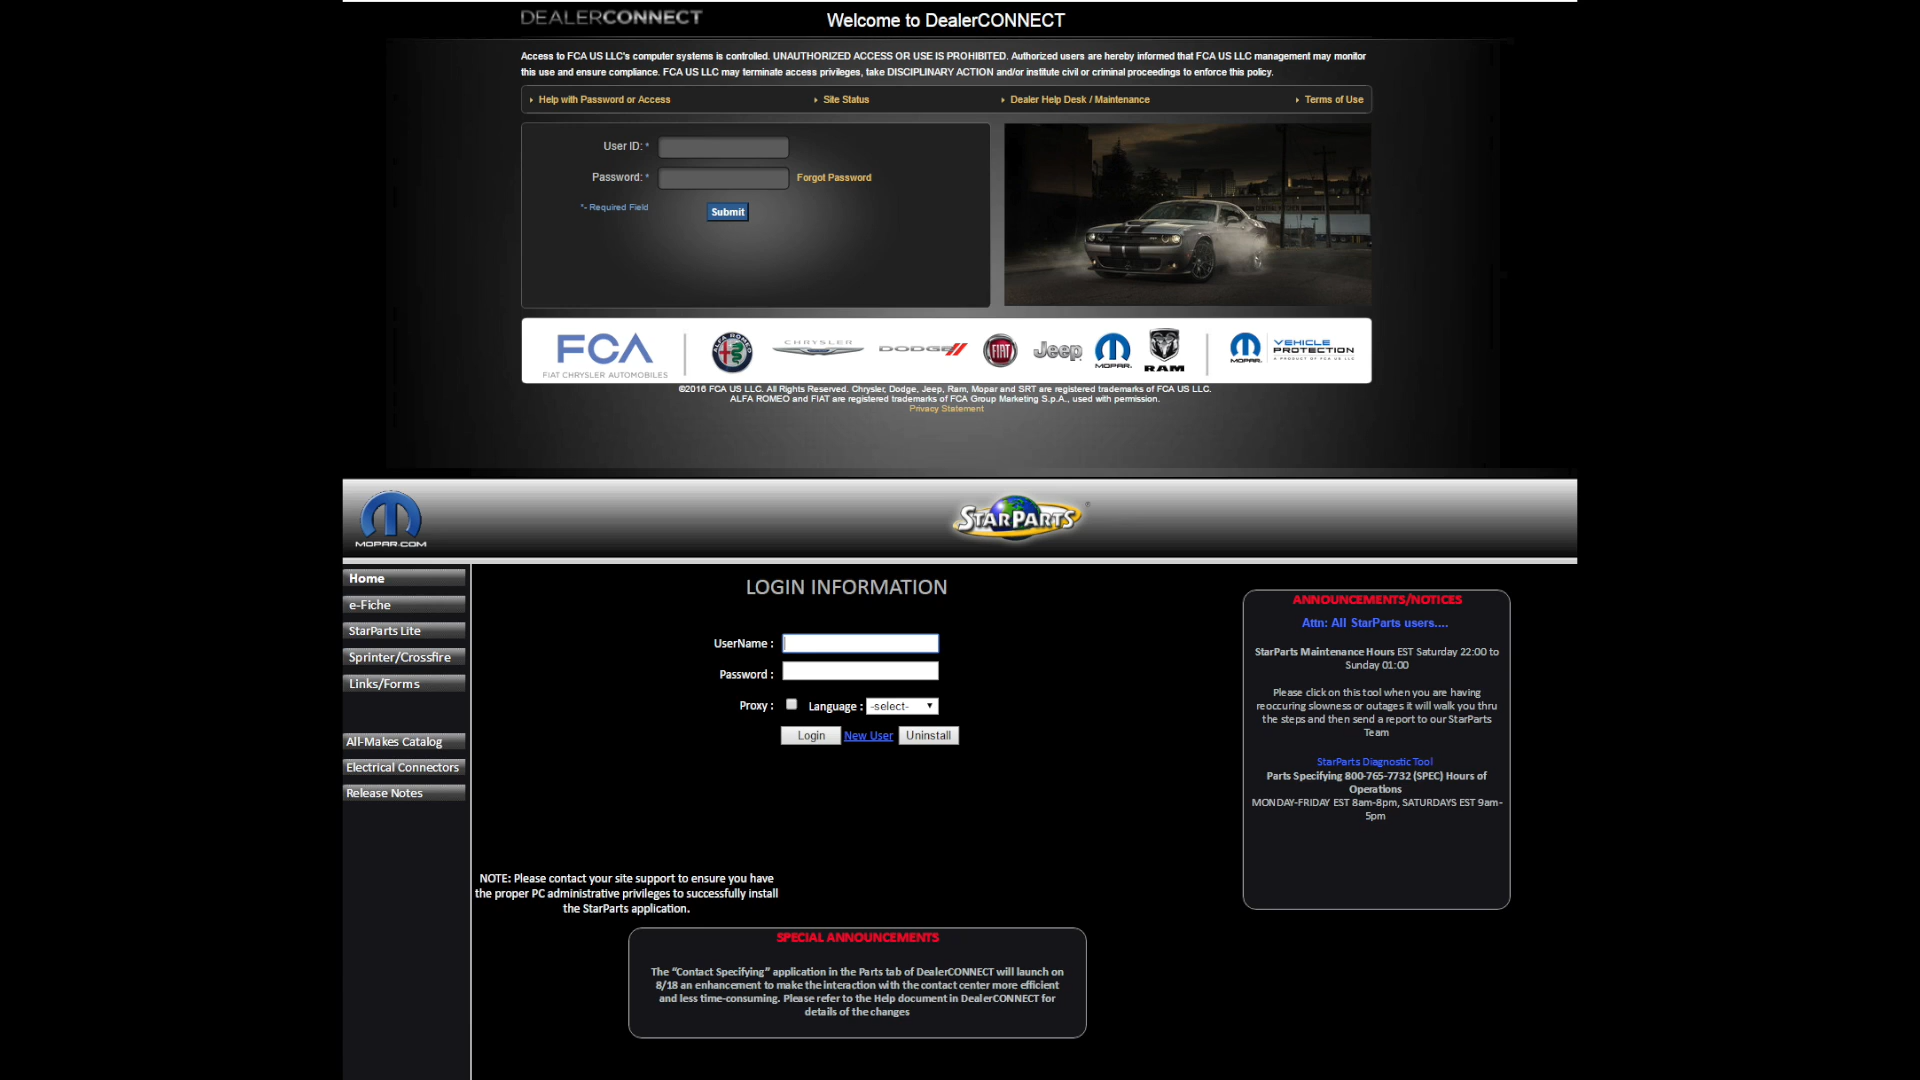 DEALERCONNECT
Welcome to DealerCONNECT
Access to FCA US LLC's computer systems is controlled. UNAUTHORIZED ACCESS OR USE IS PROHIBITED. Authorized users are hereby informed that FCA US LLC management may monitor
this use and ensure compliance. FCA US LLC may terminate access privileges, take DISCIPLINARY ACTION and/or institute civil or criminal proceedings to enforce this policy.
Help with Password or Access
Site Status
Dealer Help Desk / Maintenance
Terms of Use
User ID: *
Password: *
Forgot Password
*- Required Field
Submit
FCA
FIAT CHRYSLER AUTOMOBILES
ALFA ROMEO
CHRYSLER
DODGE
FIAT
Jeep
MOPAR.
RAM
MOPAR.
VEHICLE
PROTECTION
A PRODUCT OF FCA US LLC
©2016 FCA US LLC. All Rights Reserved. Chrysler, Dodge, Jeep, Ram, Mopar and SRT are registered trademarks of FCA US LLC.
ALFA ROMEO and FIAT are registered trademarks of FCA Group Marketing S.p.A., used with permission.
Privacy Statement
MOPAR.COM
STARPARTS
Home
e-Fiche
StarParts Lite
Sprinter/Crossfire
Links/Forms
All-Makes Catalog
Electrical Connectors
Release Notes
LOGIN INFORMATION
UserName :
Password :
Proxy :
Language :
-select-
Login
New User
Uninstall
NOTE: Please contact your site support to ensure you have
the proper PC administrative privileges to successfully install
the StarParts application.
SPECIAL ANNOUNCEMENTS
The “Contact Specifying” application in the Parts tab of DealerCONNECT will launch on
8/18 an enhancement to make the interaction with the contact center more efficient
and less time-consuming. Please refer to the Help document in DealerCONNECT for
details of the changes
ANNOUNCEMENTS/NOTICES
Attn: All StarParts users....
StarParts Maintenance Hours EST Saturday 22:00 to
Sunday 01:00
Please click on this tool when you are having
reoccuring slowness or outages it will walk you thru
the steps and then send a report to our StarParts
Team
StarParts Diagnostic Tool
Parts Specifying 800-765-7732 (SPEC) Hours of
Operations
MONDAY-FRIDAY EST 8am-8pm, SATURDAYS EST 9am-
5pm